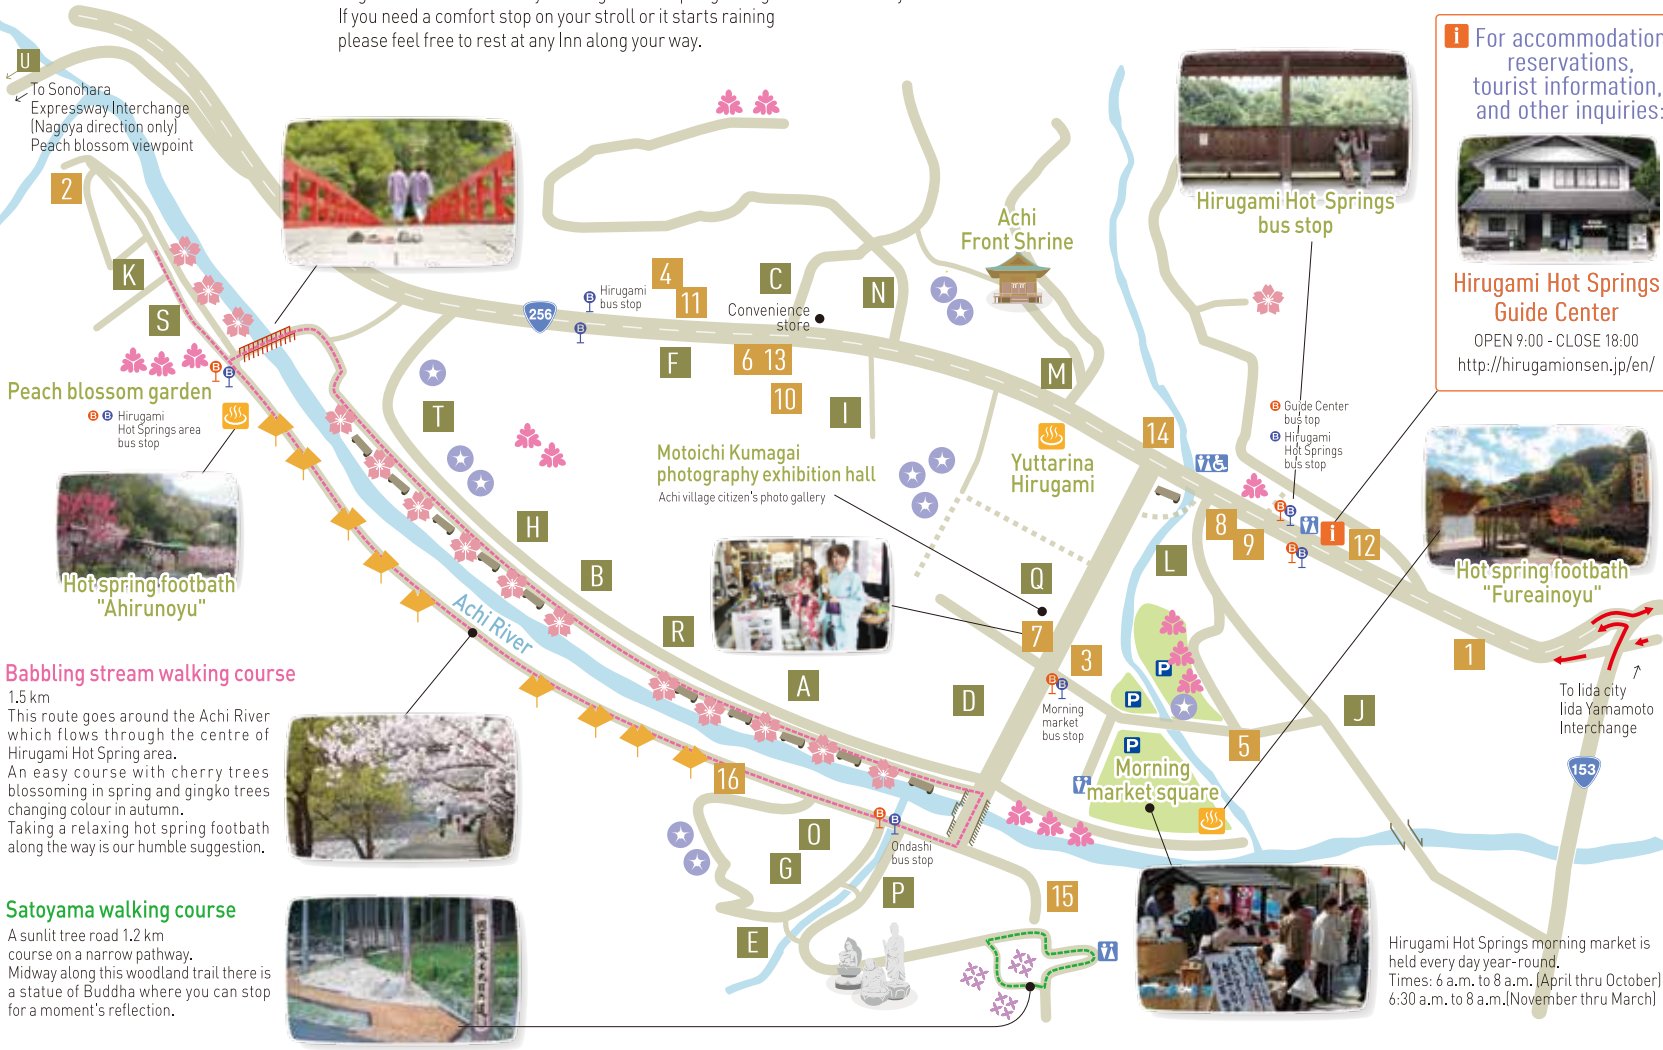 If you need a comfort stop on your stroll or it starts raining
please feel free to rest at any Inn along your way.
U
To Sonohara
Expressway Interchange
(Nagoya direction only)
Peach blossom viewpoint
2
K
S
Peach blossom garden
B B Hirugami
Hot Springs area
bus stop
Hot spring footbath
"Ahirunoyu"
256
B
Hirugami
bus stop
4
11
C
Convenience
store
N
F
6 13
10
I
T
H
B
R
A
D
Achi
Front Shrine
M
14
Motoichi Kumagai
photography exhibition hall
Achi village citizen's photo gallery
Yuttarina
Hirugami
Q
7
3
B B
Morning
market
bus stop
Hirugami Hot Springs
bus stop
B Guide Center
bus top
B Hirugami
Hot Springs
bus stop
8
9
i
12
L
P
P
P
Morning
market square
5
J
1
i For accommodation
reservations,
tourist information,
and other inquiries:
Hirugami Hot Springs
Guide Center
OPEN 9:00 - CLOSE 18:00
http://hirugamionsen.jp/en/
Hot spring footbath
"Fureainoyu"
To Iida city
Iida Yamamoto
Interchange
153
Achi River
16
O
G
E
P
B B
Ondashi
bus stop
15
Babbling stream walking course
1.5 km
This route goes around the Achi River
which flows through the centre of
Hirugami Hot Spring area.
An easy course with cherry trees
blossoming in spring and gingko trees
changing colour in autumn.
Taking a relaxing hot spring footbath
along the way is our humble suggestion.
Satoyama walking course
A sunlit tree road 1.2 km
course on a narrow pathway.
Midway along this woodland trail there is
a statue of Buddha where you can stop
for a moment's reflection.
Hirugami Hot Springs morning market is
held every day year-round.
Times: 6 a.m. to 8 a.m. (April thru October)
6:30 a.m. to 8 a.m.(November thru March)